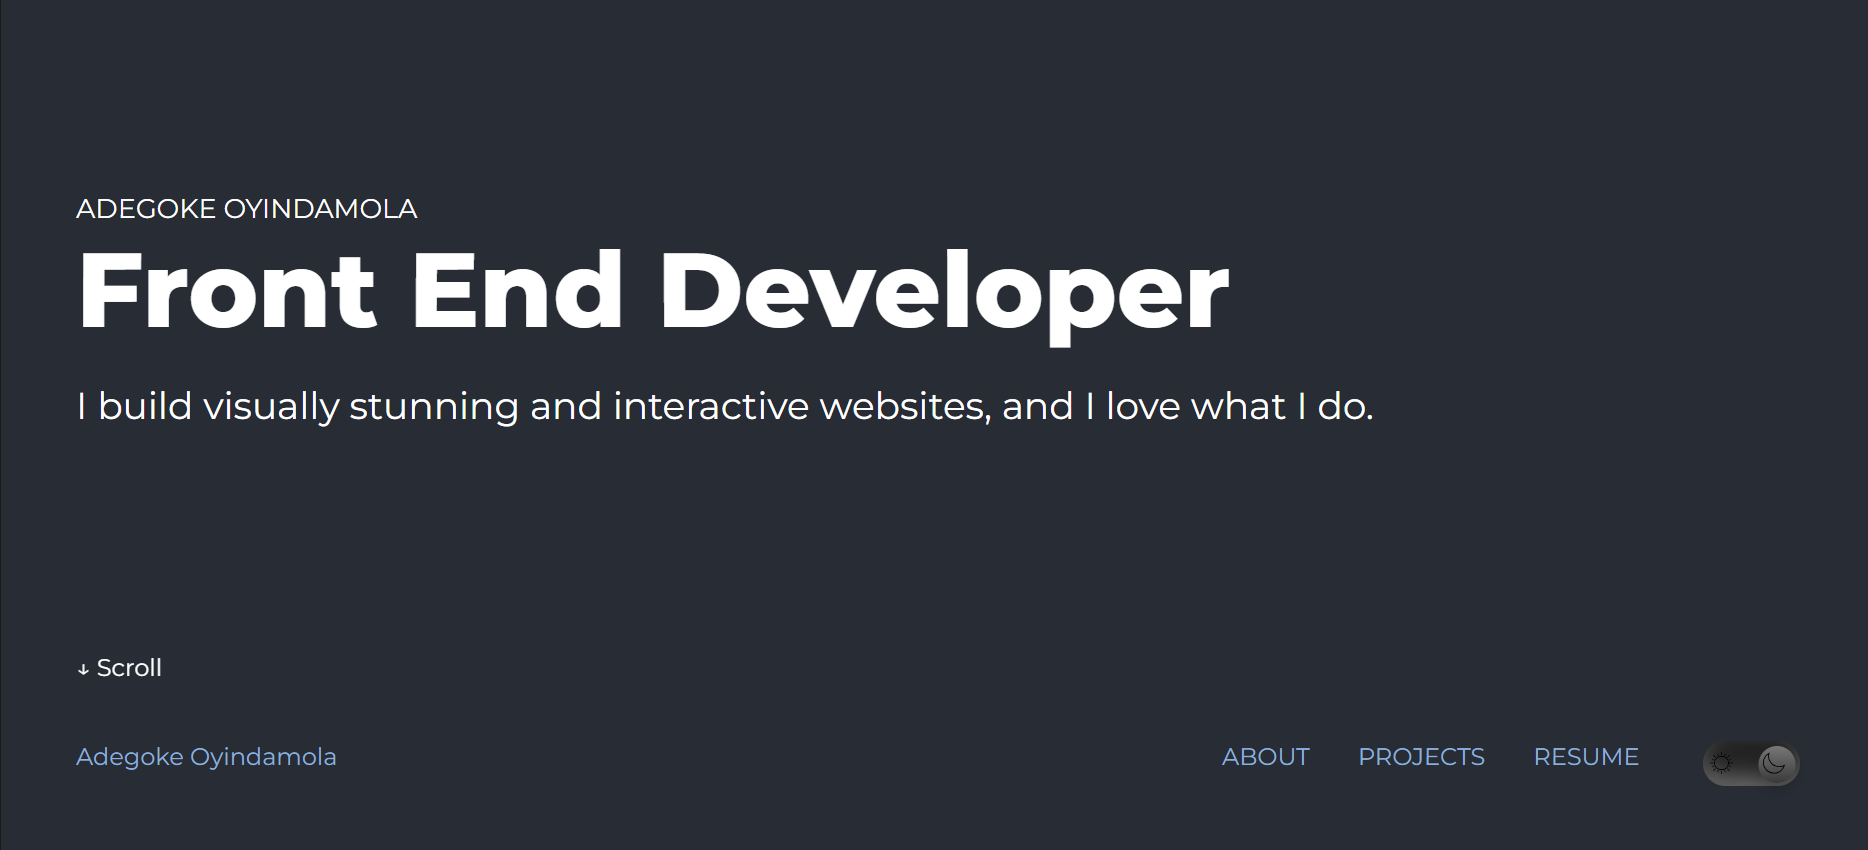 ADEGOKE OYINDAMOLA
Front End Developer
I build visually stunning and interactive websites, and I love what I do.
↓ Scroll
Adegoke Oyindamola
ABOUT PROJECTS RESUME